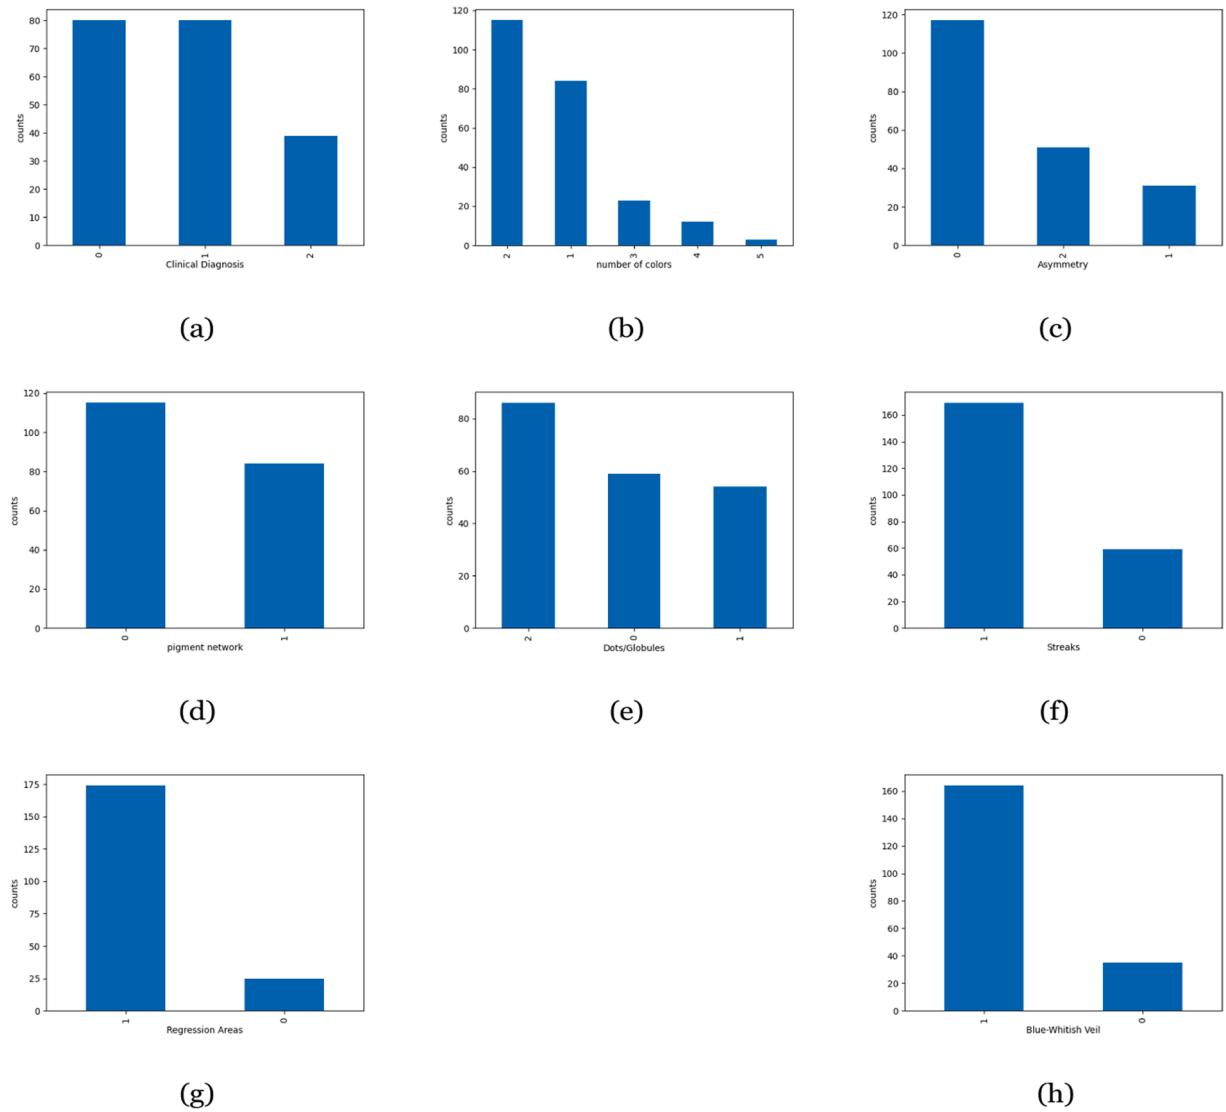 80
70
60
50
40
30
20
10
0
counts
0 1 2
Clinical Diagnosis
(a)
120
100
80
60
40
20
0
counts
2 1 3 4 5
number of colors
(b)
120
100
80
60
40
20
0
counts
0 2 1
Asymmetry
(c)
120
100
80
60
40
20
0
counts
0 1
pigment network
(d)
80
60
40
20
0
counts
2 0 1
Dots/Globules
(e)
160
140
120
100
80
60
40
20
0
counts
1 0
Streaks
(f)
175
150
125
100
75
50
25
0
counts
1 0
Regression Areas
(g)
160
140
120
100
80
60
40
20
0
counts
1 0
Blue-Whitish Veil
(h)